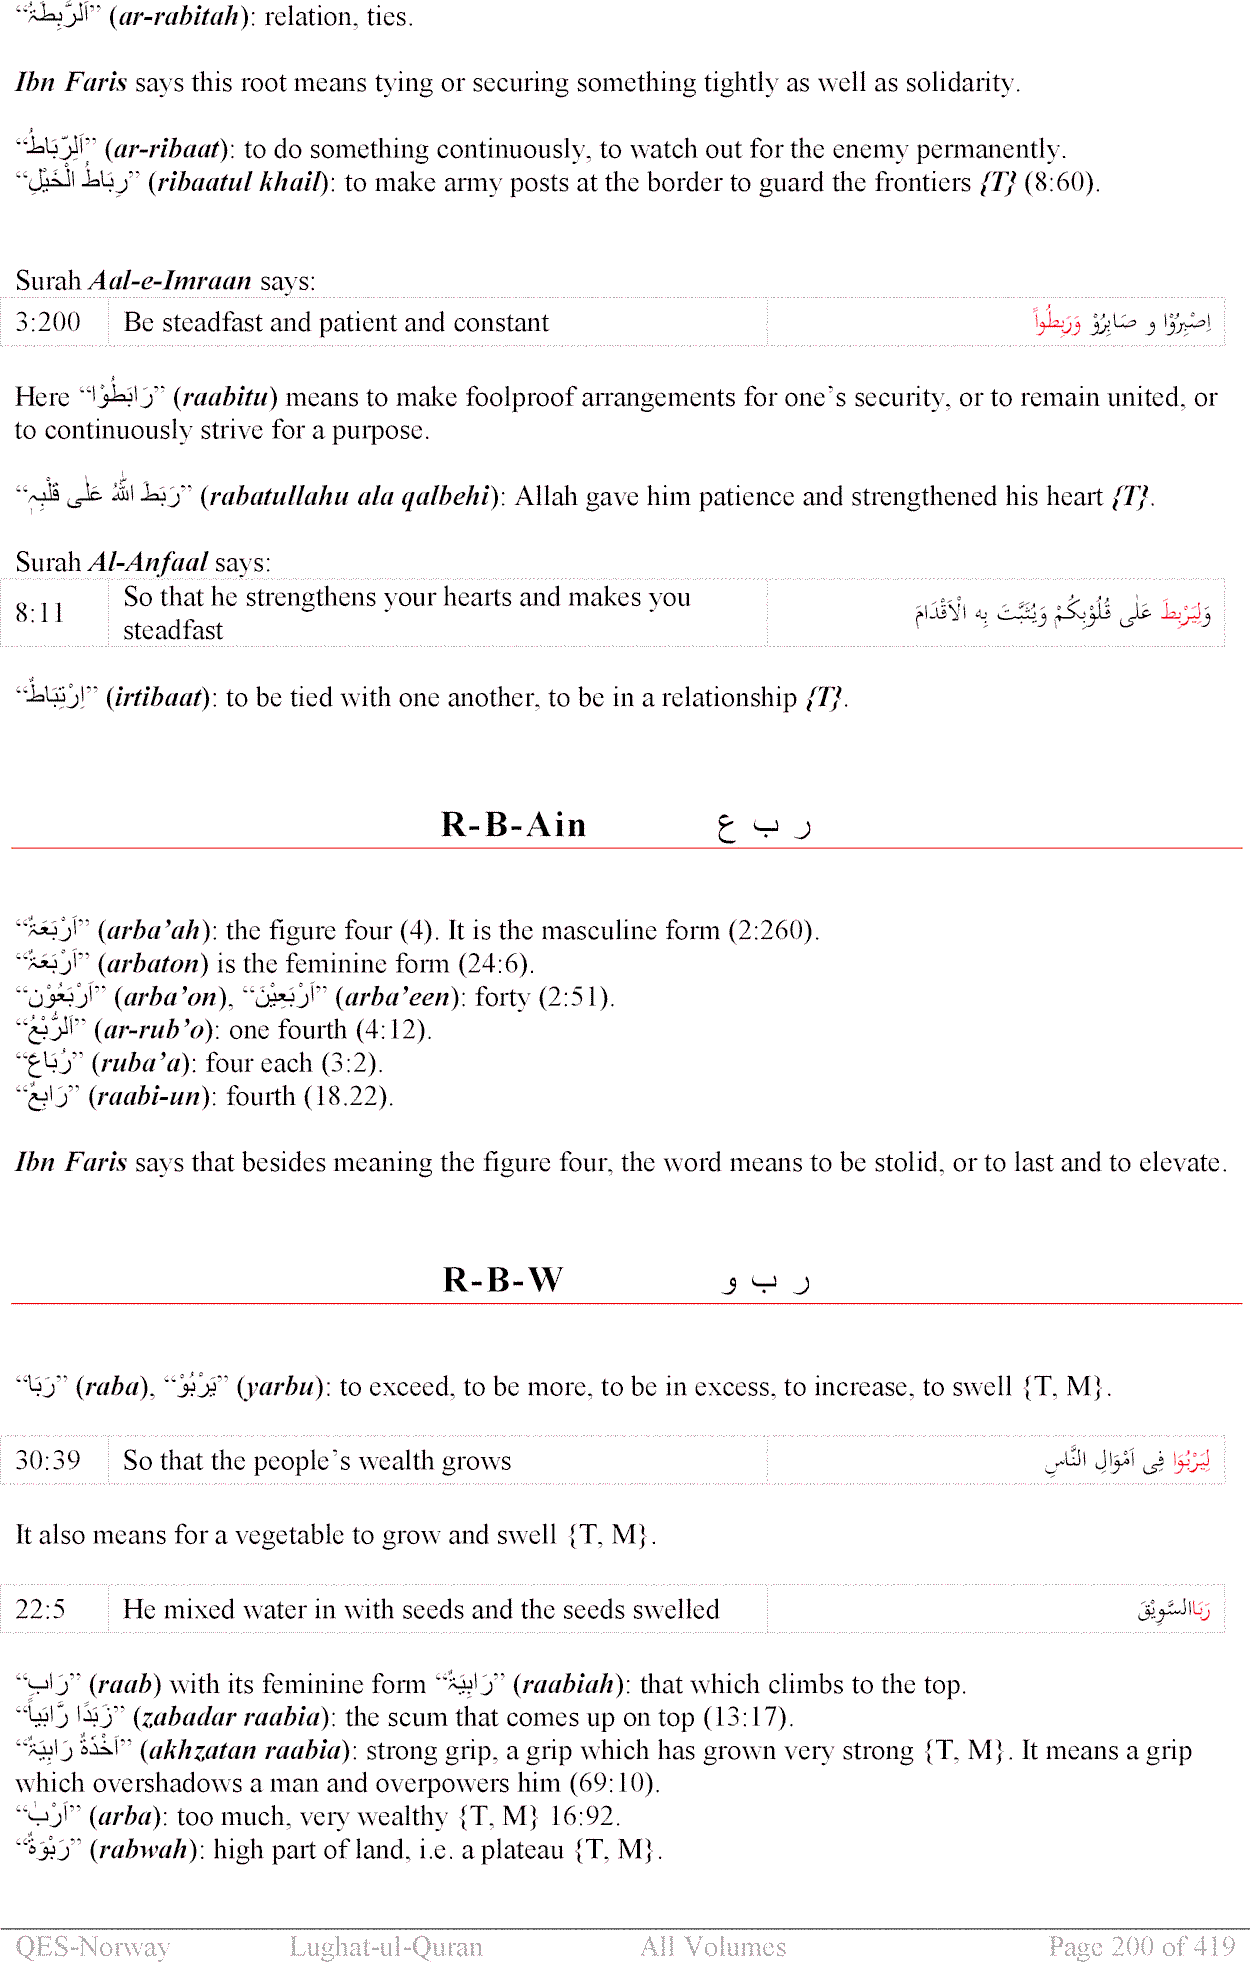 “اَلرَّبِطَۃُ” (ar-rabitah): relation, ties.
Ibn Faris says this root means tying or securing something tightly as well as solidarity.
“اَلرِّبَاطُ” (ar-ribaat): to do something continuously, to watch out for the enemy permanently.
“رِبَاطُ الْخَیْلِ” (ribaatul khail): to make army posts at the border to guard the frontiers {T} (8:60).
Surah Aal-e-Imraan says:
3:200 Be steadfast and patient and constant اِصْبِرُوْا و صَابِرُوْ وَرَبِطُواْ
Here “رَابَطُوْا” (raabitu) means to make foolproof arrangements for one’s security, or to remain united, or
to continuously strive for a purpose.
“رَبَطَ اللّٰہُ عَلٰی قَلْبِہٖ” (rabatullahu ala qalbehi): Allah gave him patience and strengthened his heart {T}.
Surah Al-Anfaal says:
8:11 So that he strengthens your hearts and makes you
steadfast وَلِيَرْبِطَ عَلٰى قُلُوْبِكُمْ وَيُثَبَّتَ بِه الْاَقْدَامَ
“اِرْتِبَاطٌ” (irtibaat): to be tied with one another, to be in a relationship {T}.
R-B-Ain ر ب ع
“اَرْبَعَۃٌ” (arba’ah): the figure four (4). It is the masculine form (2:260).
“اَرْبَعَۃٌ” (arbaton) is the feminine form (24:6).
“اَرْبَعُوْن” (arba’on), “اَرْبَعِیْنَ” (arba’een): forty (2:51).
“اَلرُّبْعُ” (ar-rub’o): one fourth (4:12).
“رُبَاع” (ruba’a): four each (3:2).
“رَابِعٌ” (raabi-un): fourth (18.22).
Ibn Faris says that besides meaning the figure four, the word means to be stolid, or to last and to elevate.
R-B-W ر ب و
“رَبَا” (raba), “یَرْبُوْ” (yarbu): to exceed, to be more, to be in excess, to increase, to swell {T, M}.
30:39 So that the people’s wealth grows لِيَرْبُوَا فِى اَمْوَالِ النَّاسِ
It also means for a vegetable to grow and swell {T, M}.
22:5 He mixed water in with seeds and the seeds swelled رَبَاالسَّوِيْقَ
“رَابٍ” (raab) with its feminine form “رَابِیَۃٌ” (raabiah): that which climbs to the top.
“زَبَدًا رَّابَیاً” (zabadar raabia): the scum that comes up on top (13:17).
“اَخْذَۃٌ رَابِیَۃٌ” (akhzatan raabia): strong grip, a grip which has grown very strong {T, M}. It means a grip
which overshadows a man and overpowers him (69:10).
“اَرْبٰ” (arba): too much, very wealthy {T, M} 16:92.
“رَبْوَۃٌ” (rabwah): high part of land, i.e. a plateau {T, M}.
QES-Norway Lughat-ul-Quran All Volumes Page 200 of 419